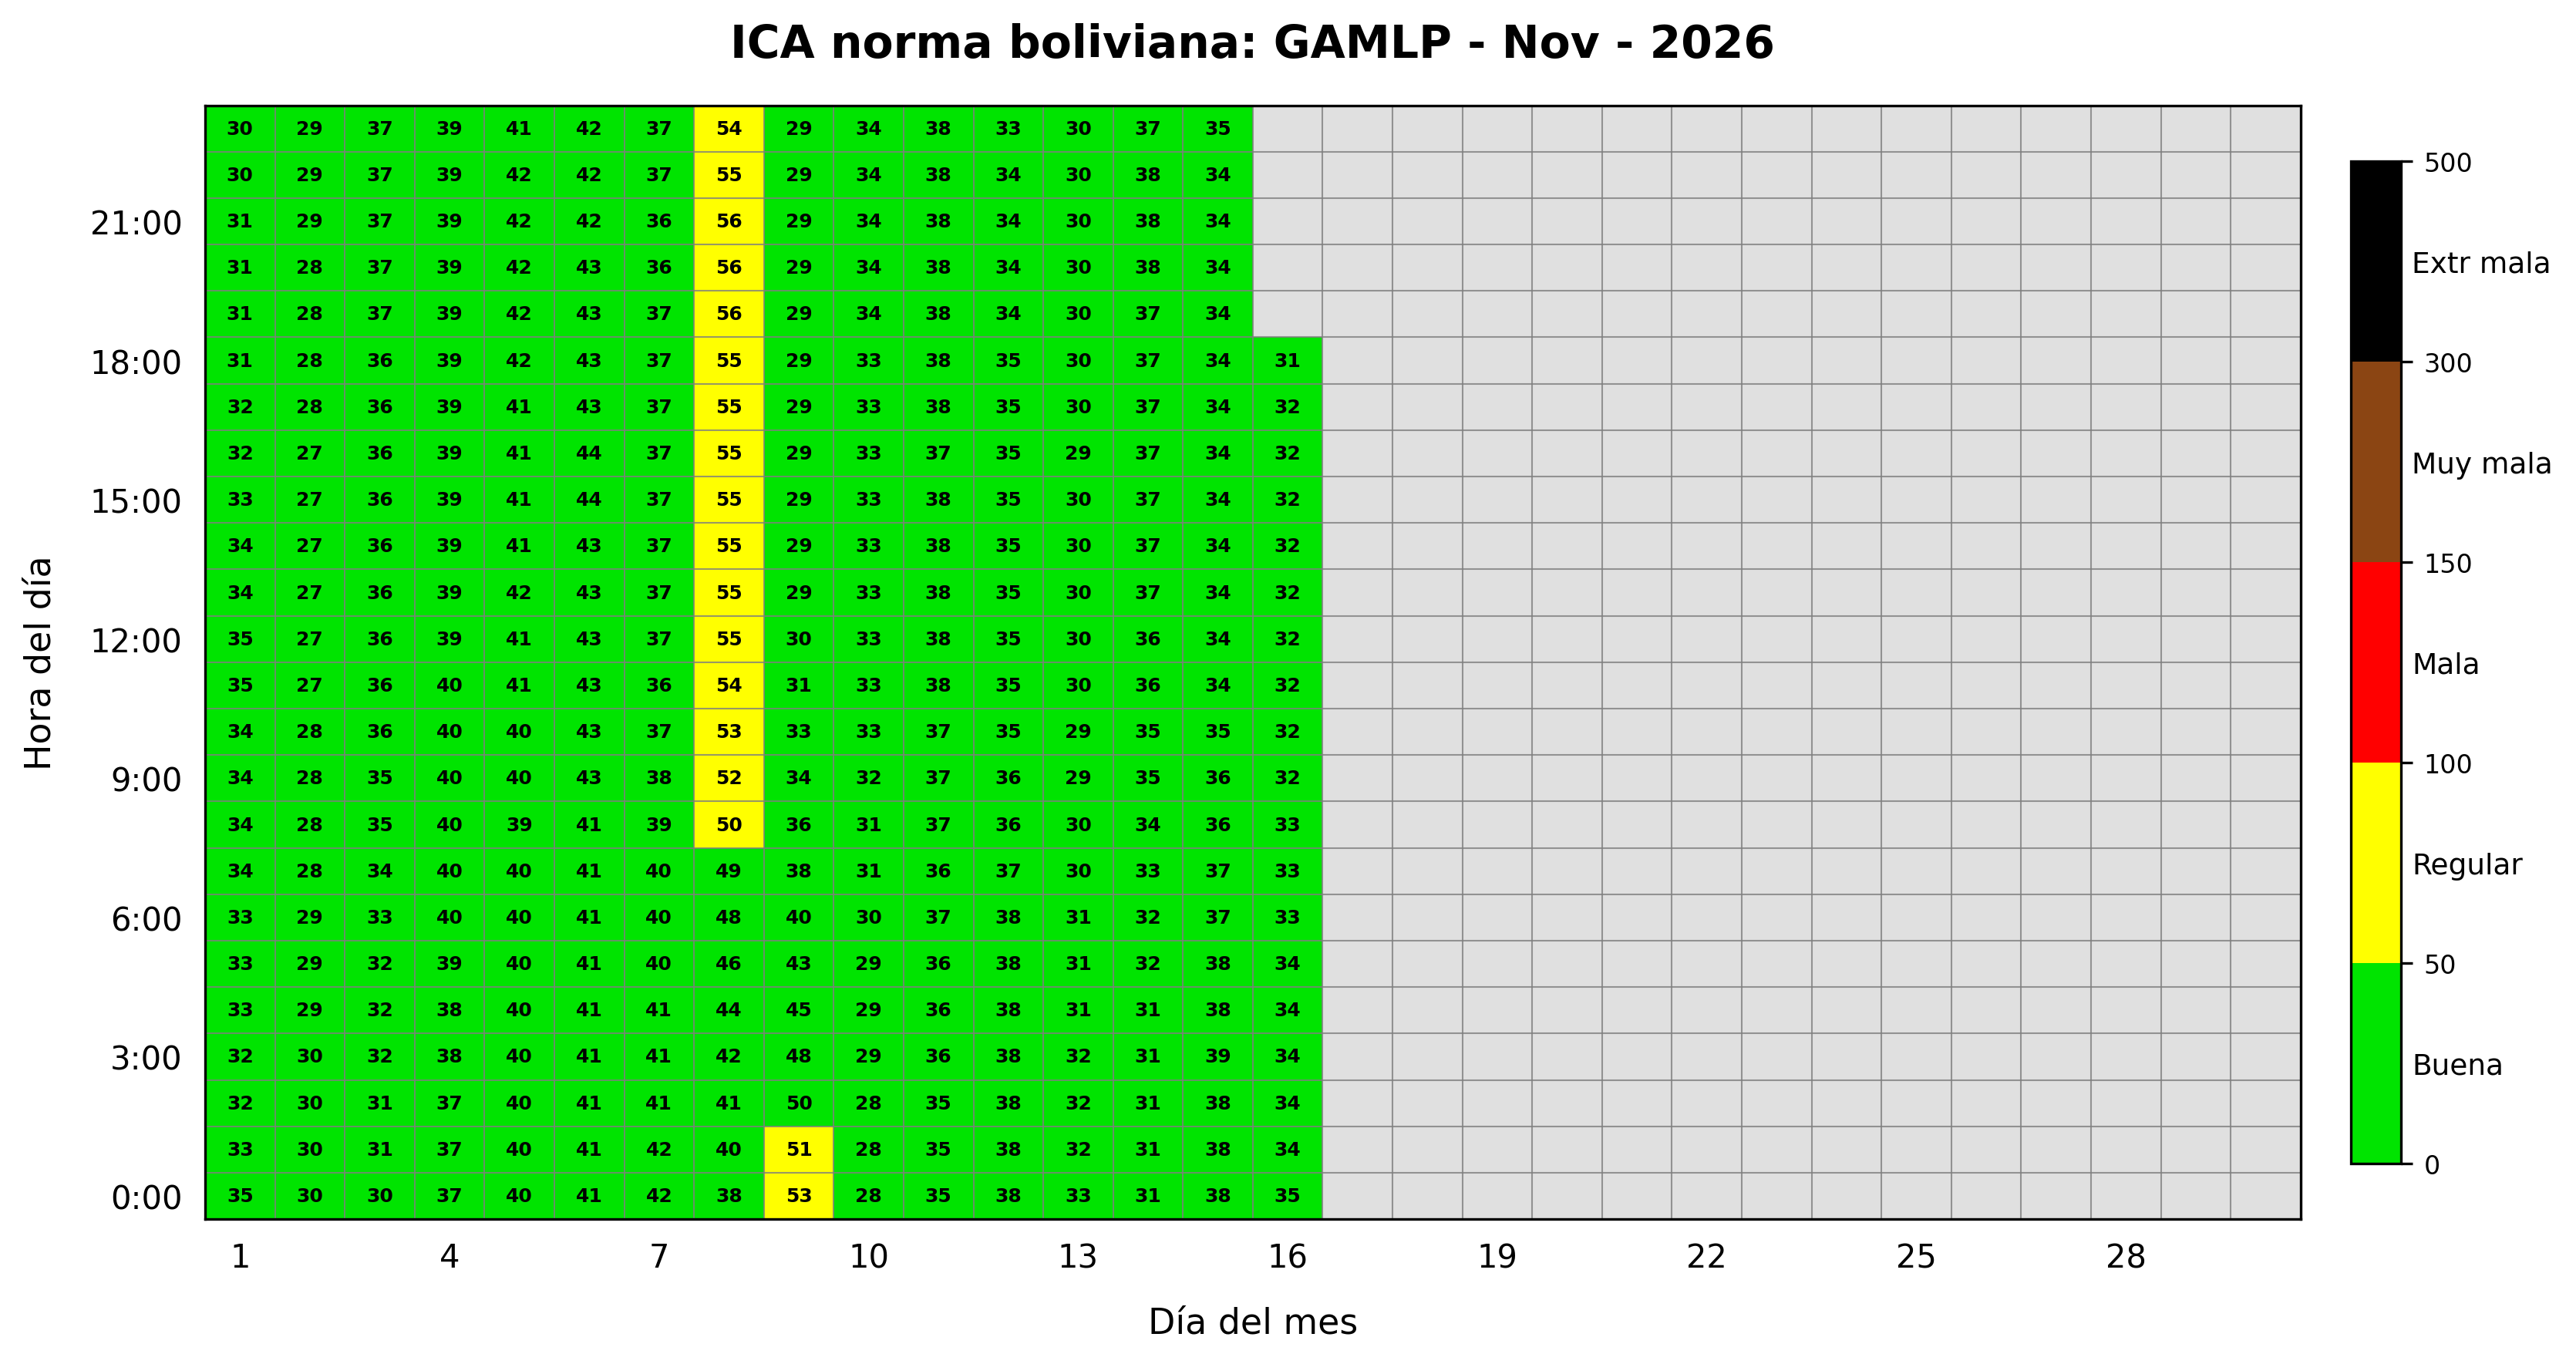 ICA norma boliviana: GAMLP - Nov - 2026
30 29 37 39 41 42 37 54 29 34 38 33 30 37 35
30 29 37 39 42 42 37 55 29 34 38 34 30 38 34
21:00 31 29 37 39 42 42 36 56 29 34 38 34 30 38 34
31 28 37 39 42 43 36 56 29 34 38 34 30 38 34
31 28 37 39 42 43 37 56 29 34 38 34 30 37 34
18:00 31 28 36 39 42 43 37 55 29 33 38 35 30 37 34 31
32 28 36 39 41 43 37 55 29 33 38 35 30 37 34 32
32 27 36 39 41 44 37 55 29 33 37 35 29 37 34 32
15:00 33 27 36 39 41 44 37 55 29 33 38 35 30 37 34 32
34 27 36 39 41 43 37 55 29 33 38 35 30 37 34 32
34 27 36 39 42 43 37 55 29 33 38 35 30 37 34 32
12:00 35 27 36 39 41 43 37 55 30 33 38 35 30 36 34 32
35 27 36 40 41 43 36 54 31 33 38 35 30 36 34 32
34 28 36 40 40 43 37 53 33 33 37 35 29 35 35 32
9:00 34 28 35 40 40 43 38 52 34 32 37 36 29 35 36 32
34 28 35 40 39 41 39 50 36 31 37 36 30 34 36 33
34 28 34 40 40 41 40 49 38 31 36 37 30 33 37 33
6:00 33 29 33 40 40 41 40 48 40 30 37 38 31 32 37 33
33 29 32 39 40 41 40 46 43 29 36 38 31 32 38 34
33 29 32 38 40 41 41 44 45 29 36 38 31 31 38 34
3:00 32 30 32 38 40 41 41 42 48 29 36 38 32 31 39 34
32 30 31 37 40 41 41 41 50 28 35 38 32 31 38 34
33 30 31 37 40 41 42 40 51 28 35 38 32 31 38 34
0:00 35 30 30 37 40 41 42 38 53 28 35 38 33 31 38 35
1 4 7 10 13 16 19 22 25 28
Día del mes
Hora del día
500
Extr mala
300
Muy mala
150
Mala
100
Regular
50
Buena
0